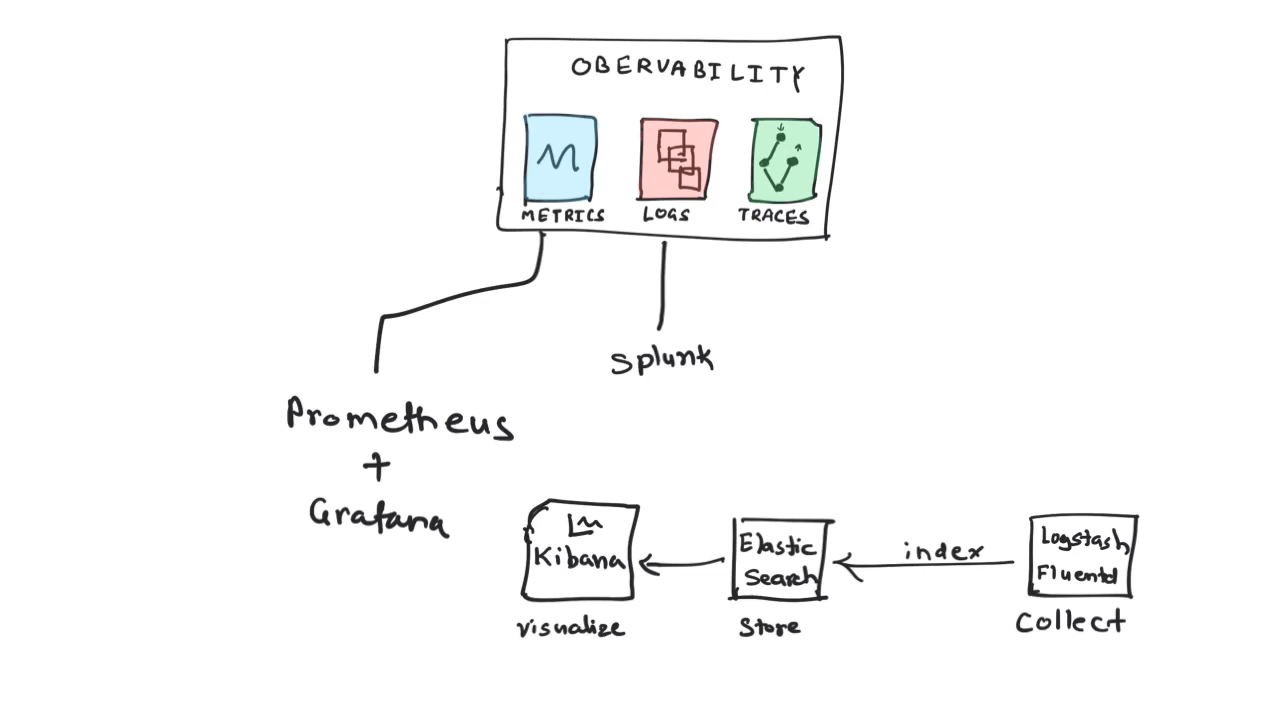 OBERVABILITY
METRICS LOGS TRACES
Splunk
Prometheus
+
Grafana
Kibana
visualize
Elastic
Search
Store
index
Logstash
Fluentd
Collect